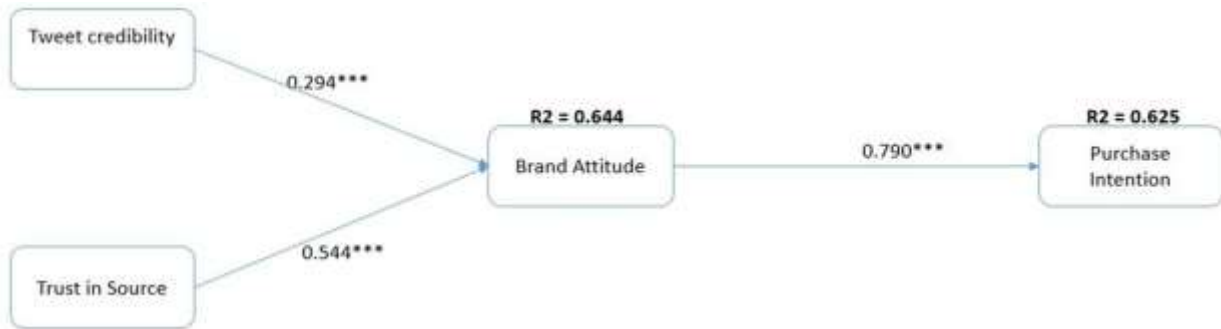 Tweet credibility
0.294***
R2 = 0.644
Brand Attitude
0.790***
R2 = 0.625
Purchase
Intention
0.544***
Trust in Source